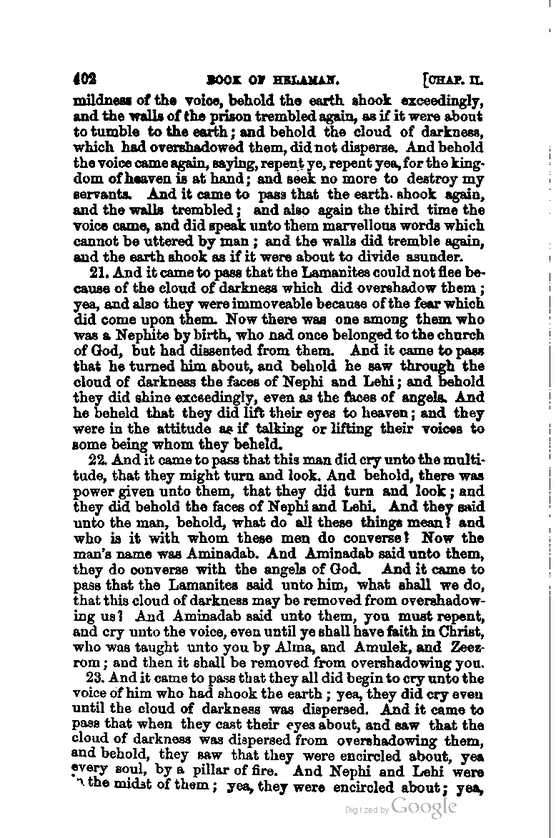 402 BOOK OF HELAMAN. [CHAP. II.
mildness of the voice, behold the earth shook exceedingly,
and the walls of the prison trembled again, as if it were about
to tumble to the earth; and behold the cloud of darkness,
which had overshadowed them, did not disperse. And behold
the voice came again, saying, repent ye, repent yea, for the king-
dom of heaven is at hand; and seek no more to destroy my
servants. And it came to pass that the earth shook again,
and the walls trembled; and also again the third time the
voice came, and did speak unto them marvellous words which
cannot be uttered by man; and the walls did tremble again,
and the earth shook as if it were about to divide asunder.
21. And it came to pass that the Lamanites could not flee be-
cause of the cloud of darkness which did overshadow them;
yea, and also they were immoveable because of the fear which
did come upon them. Now there was one among them who
was a Nephite by birth, who had once belonged to the church
of God, but had dissented from them. And it came to pass
that he turned him about, and behold he saw through the
cloud of darkness the faces of Nephi and Lehi; and behold
they did shine exceedingly, even as the faces of angels. And
he beheld that they did lift their eyes to heaven; and they
were in the attitude as if talking or lifting their voices to
some being whom they beheld.
22. And it came to pass that this man did cry unto the multi-
tude, that they might turn and look. And behold, there was
power given unto them, that they did turn and look; and
they did behold the faces of Nephi and Lehi. And they said
unto the man, behold, what do all these things mean? and
who is it with whom these men do converse? Now the
man's name was Aminadab. And Aminadab said unto them,
they do converse with the angels of God. And it came to
pass that the Lamanites said unto him, what shall we do,
that this cloud of darkness may be removed from overshadow-
ing us? And Aminadab said unto them, you must repent,
and cry unto the voice, even until ye shall have faith in Christ,
who was taught unto you by Alma, and Amulek, and Zeez-
rom; and then it shall be removed from overshadowing you.
23. And it came to pass that they all did begin to cry unto the
voice of him who had shook the earth; yea, they did cry even
until the cloud of darkness was dispersed. And it came to
pass that when they cast their eyes about, and saw that the
cloud of darkness was dispersed from overshadowing them,
and behold, they saw that they were encircled about, yea
every soul, by a pillar of fire. And Nephi and Lehi were
the midst of them; yea, they were encircled about; yea,
Digitized by Google